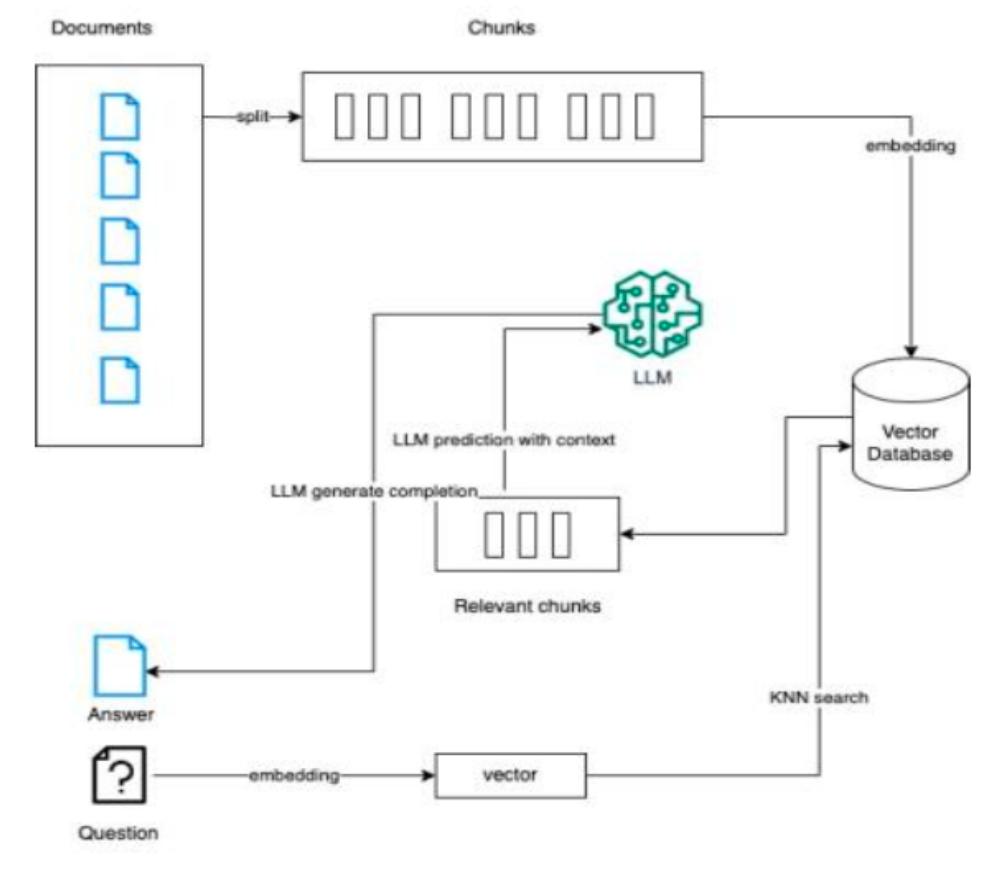 Documents
Chunks
split
embedding
LLM
LLM prediction with context
Vector
Database
LLM generate completion
Relevant chunks
KNN search
Answer
embedding
vector
?
Question